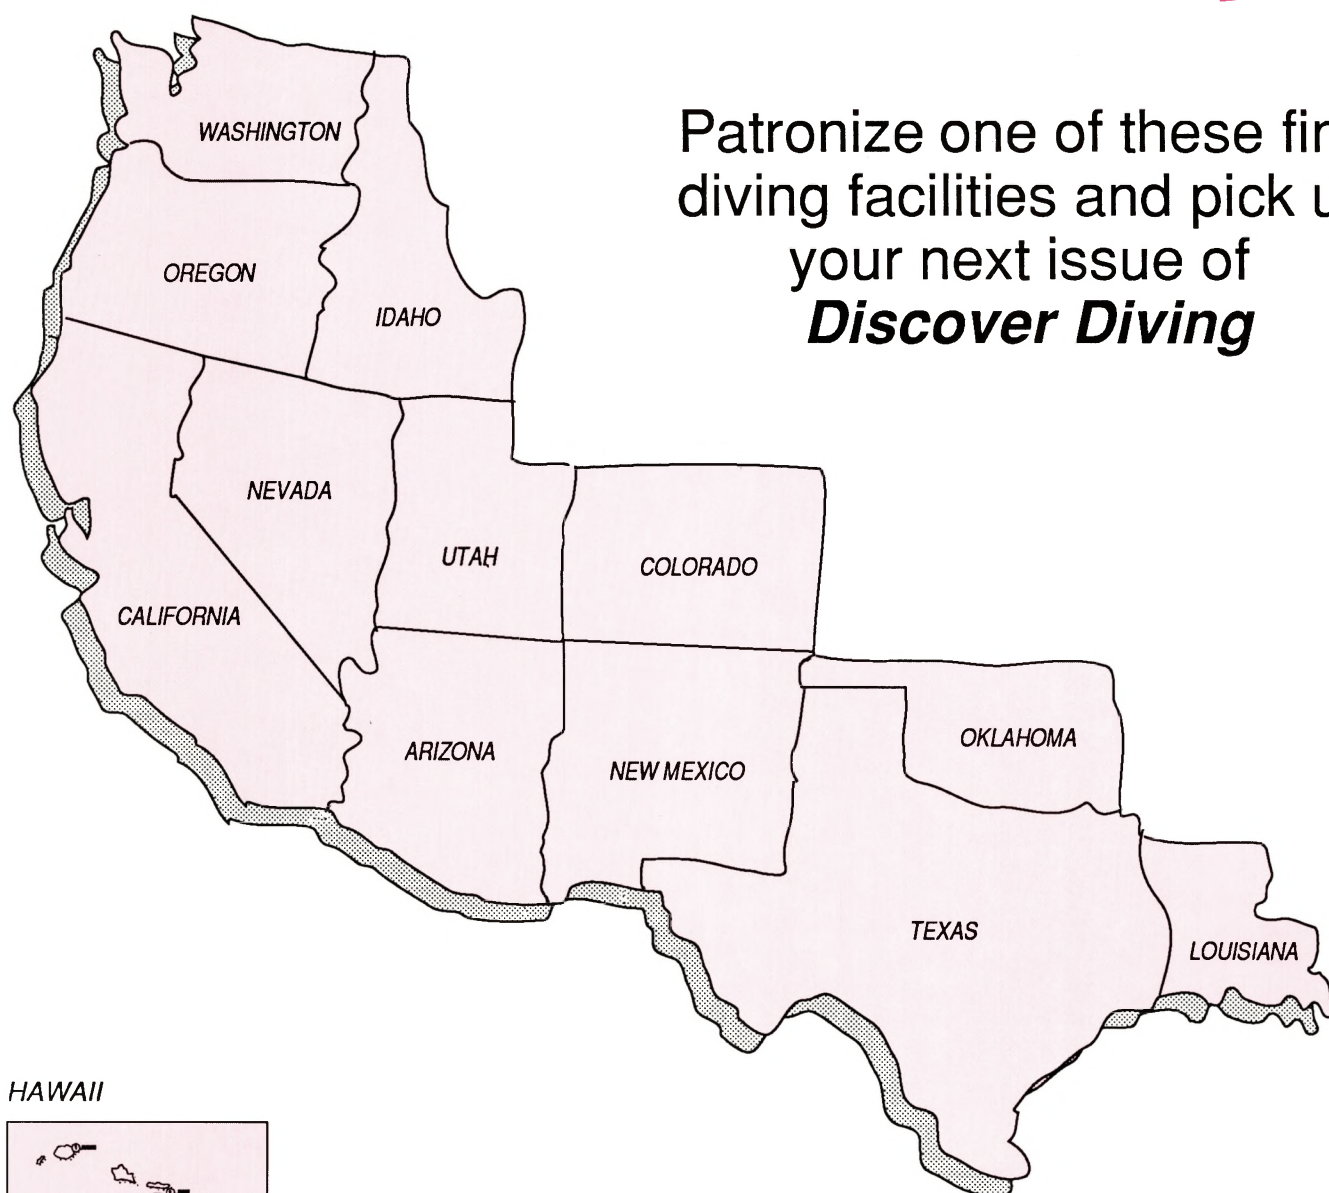 WASHINGTON
Patronize one of these fin
diving facilities and pick u
your next issue of
Discover Diving
OREGON
IDAHO
NEVADA
UTAH
COLORADO
CALIFORNIA
ARIZONA
NEW MEXICO
OKLAHOMA
TEXAS
LOUISIANA
HAWAII